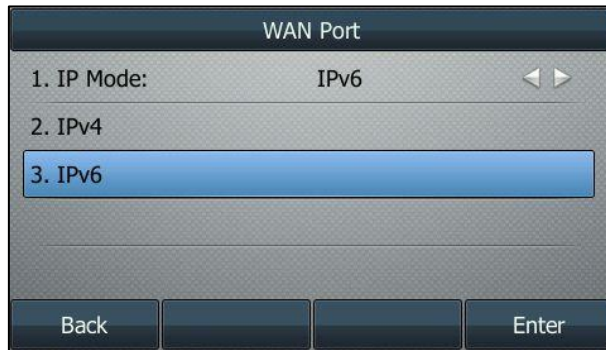 WAN Port
1. IP Mode: IPv6
2. IPv4
3. IPv6
Back Enter